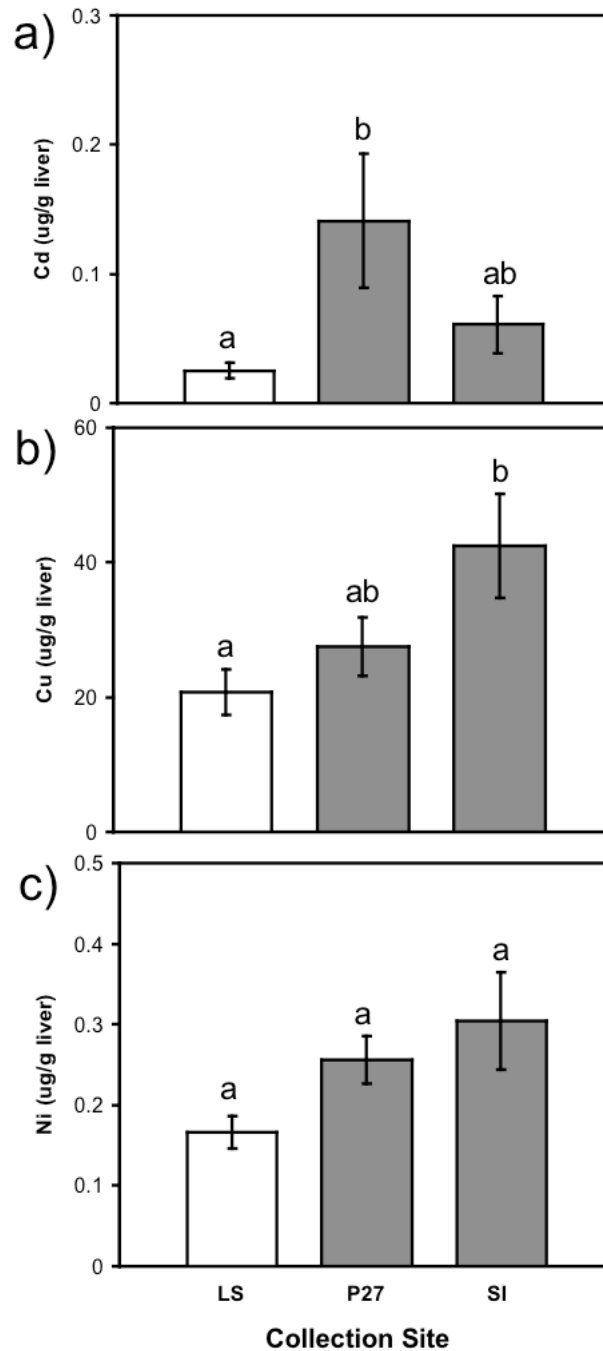 a)
Cd (ug/g liver)
0.3
0.2
0.1
0
a
b
ab
b)
Cu (ug/g liver)
60
40
20
0
a
ab
b
c)
Ni (ug/g liver)
0.5
0.4
0.3
0.2
0.1
0
a
a
a
LS P27 SI
Collection Site